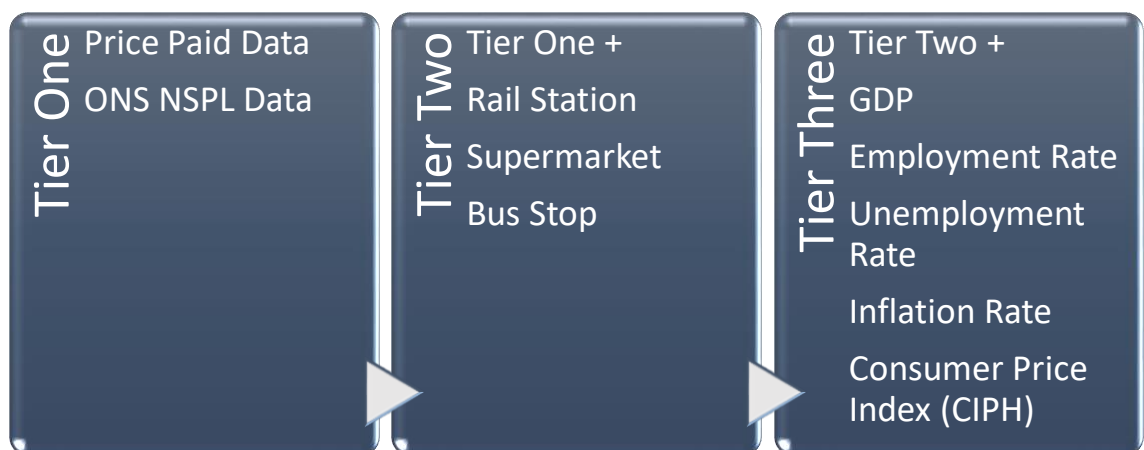 Tier One
Price Paid Data
ONS NSPL Data
Tier Two
Tier One +
Rail Station
Supermarket
Bus Stop
Tier Three
Tier Two +
GDP
Employment Rate
Unemployment
Rate
Inflation Rate
Consumer Price
Index (CIPH)